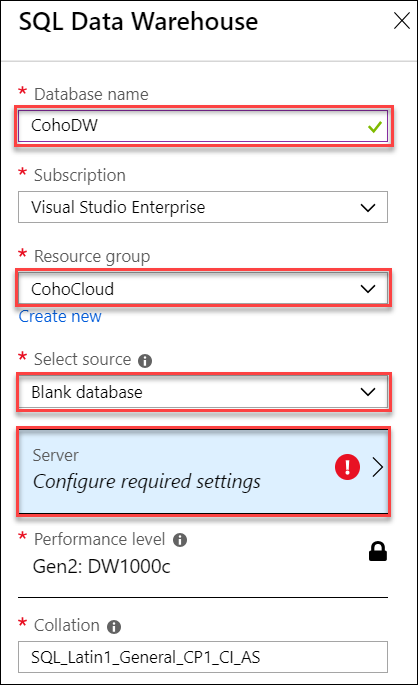 SQL Data Warehouse
* Database name
CohoDW
* Subscription
Visual Studio Enterprise
* Resource group
CohoCloud
Create new
* Select source
Blank database
Server
Configure required settings
* Performance level
Gen2: DW1000c
* Collation
SQL_Latin1_General_CP1_CI_AS